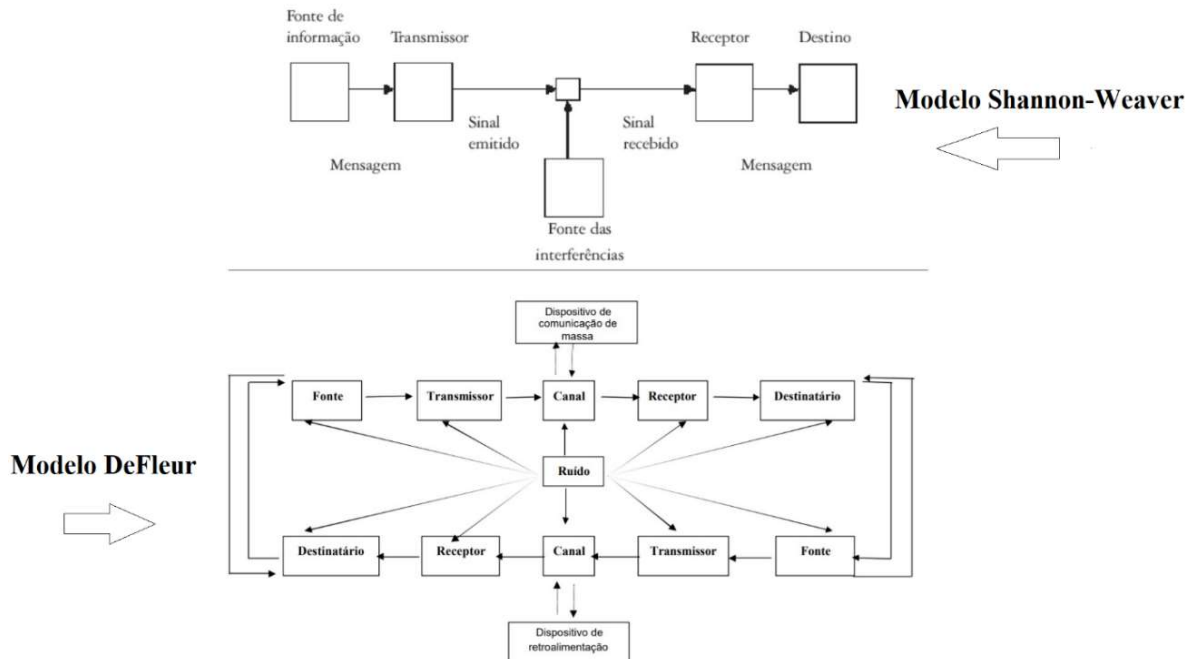 Fonte de
informação
Transmissor
Receptor
Destino
Modelo Shannon-Weaver
Sinal
emitido
Sinal
recebido
Mensagem
Mensagem
Fonte das
interferências
Dispositivo de
comunicação de
massa
Fonte
Transmissor
Canal
Receptor
Destinatário
Modelo DeFleur
Ruído
Destinatário
Receptor
Canal
Transmissor
Fonte
Dispositivo de
retroalimentação